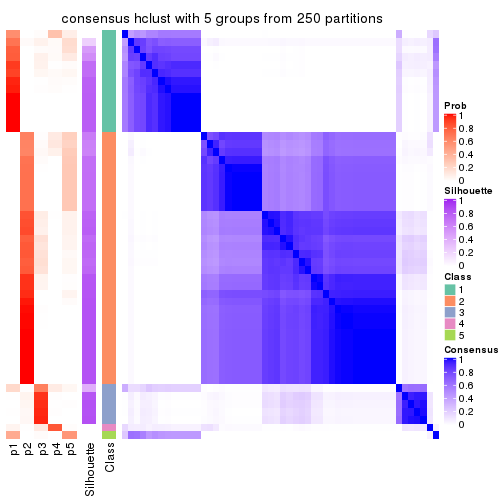 consensus hclust with 5 groups from 250 partitions
Prob
1
0.8
0.6
0.4
0.2
0
Silhouette
1
0.8
0.6
0.4
0.2
0
Class
1
2
3
4
5
Consensus
1
0.8
0.6
0.4
0.2
0
p1
p2
p3
p4
p5
Silhouette
Class